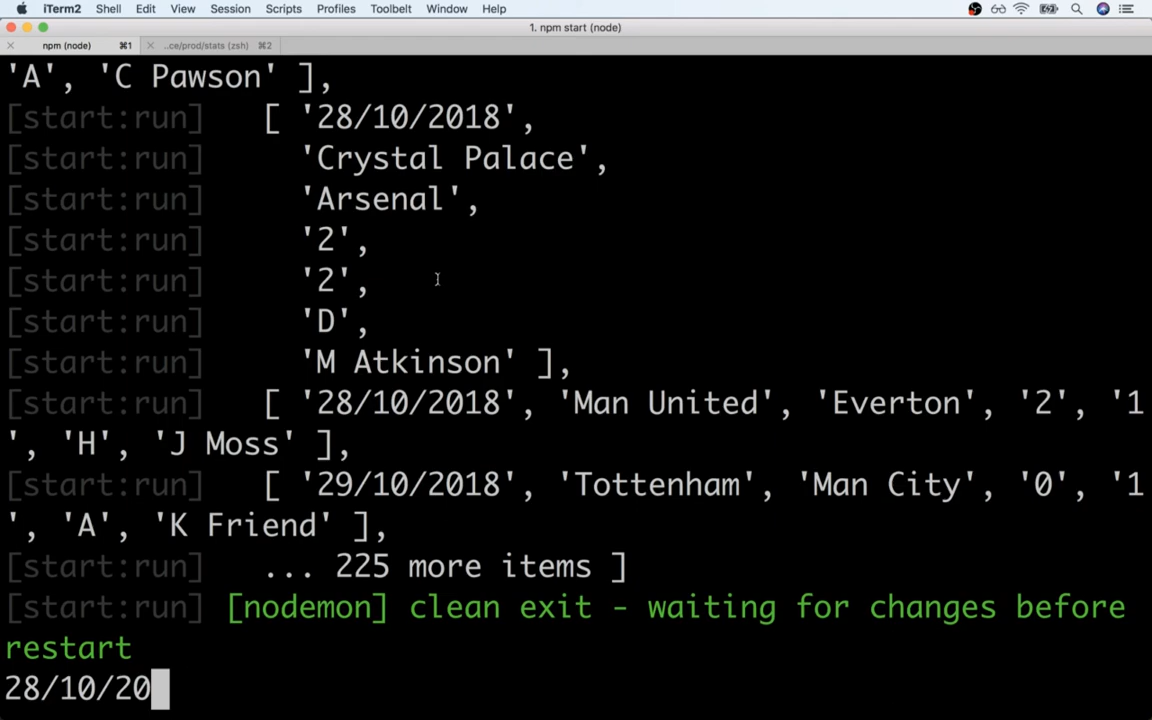 iTerm2 Shell Edit View Session Scripts Profiles Toolbelt Window Help
1. npm start (node)
npm (node) ⌘1 ..ce/prod/stats (zsh) ⌘2
'A', 'C Pawson' ],
[start:run] [ '28/10/2018',
[start:run] 'Crystal Palace',
[start:run] 'Arsenal',
[start:run] '2',
[start:run] '2',
[start:run] 'D',
[start:run] 'M Atkinson' ],
[start:run] [ '28/10/2018', 'Man United', 'Everton', '2', '1
', 'H', 'J Moss' ],
[start:run] [ '29/10/2018', 'Tottenham', 'Man City', '0', '1
', 'A', 'K Friend' ],
[start:run] ... 225 more items ]
[start:run] [nodemon] clean exit - waiting for changes before
restart
28/10/20